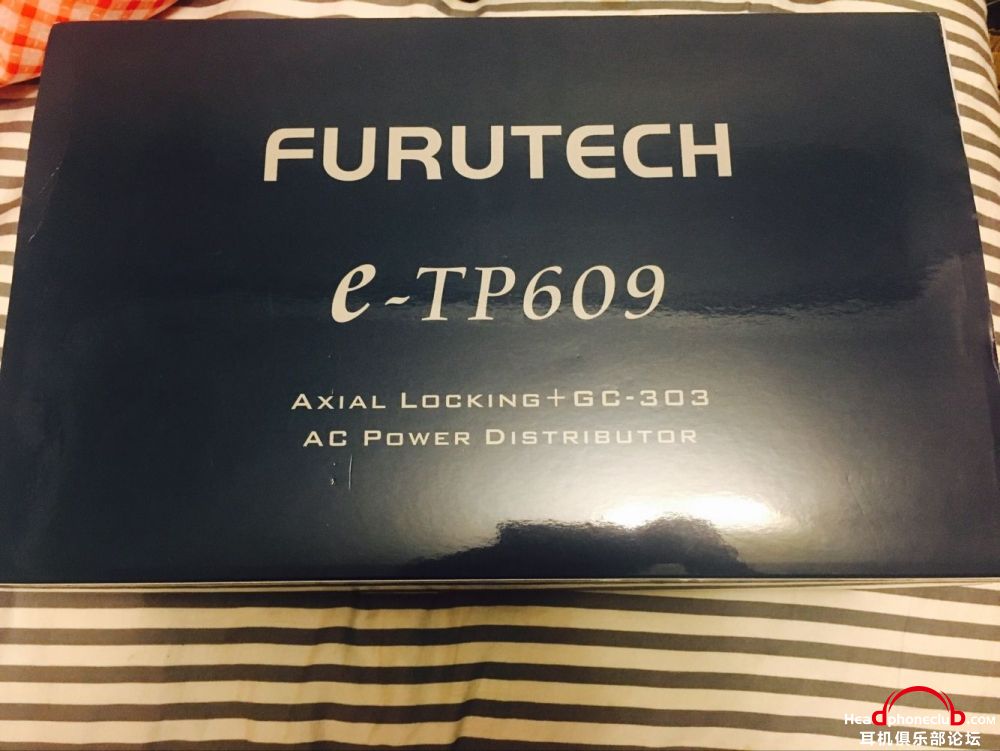 FURUTECH
e-TP609
AXIAL LOCKING+GC-303
AC POWER DISTRIBUTOR
Headphoneclub.com
耳机俱乐部论坛